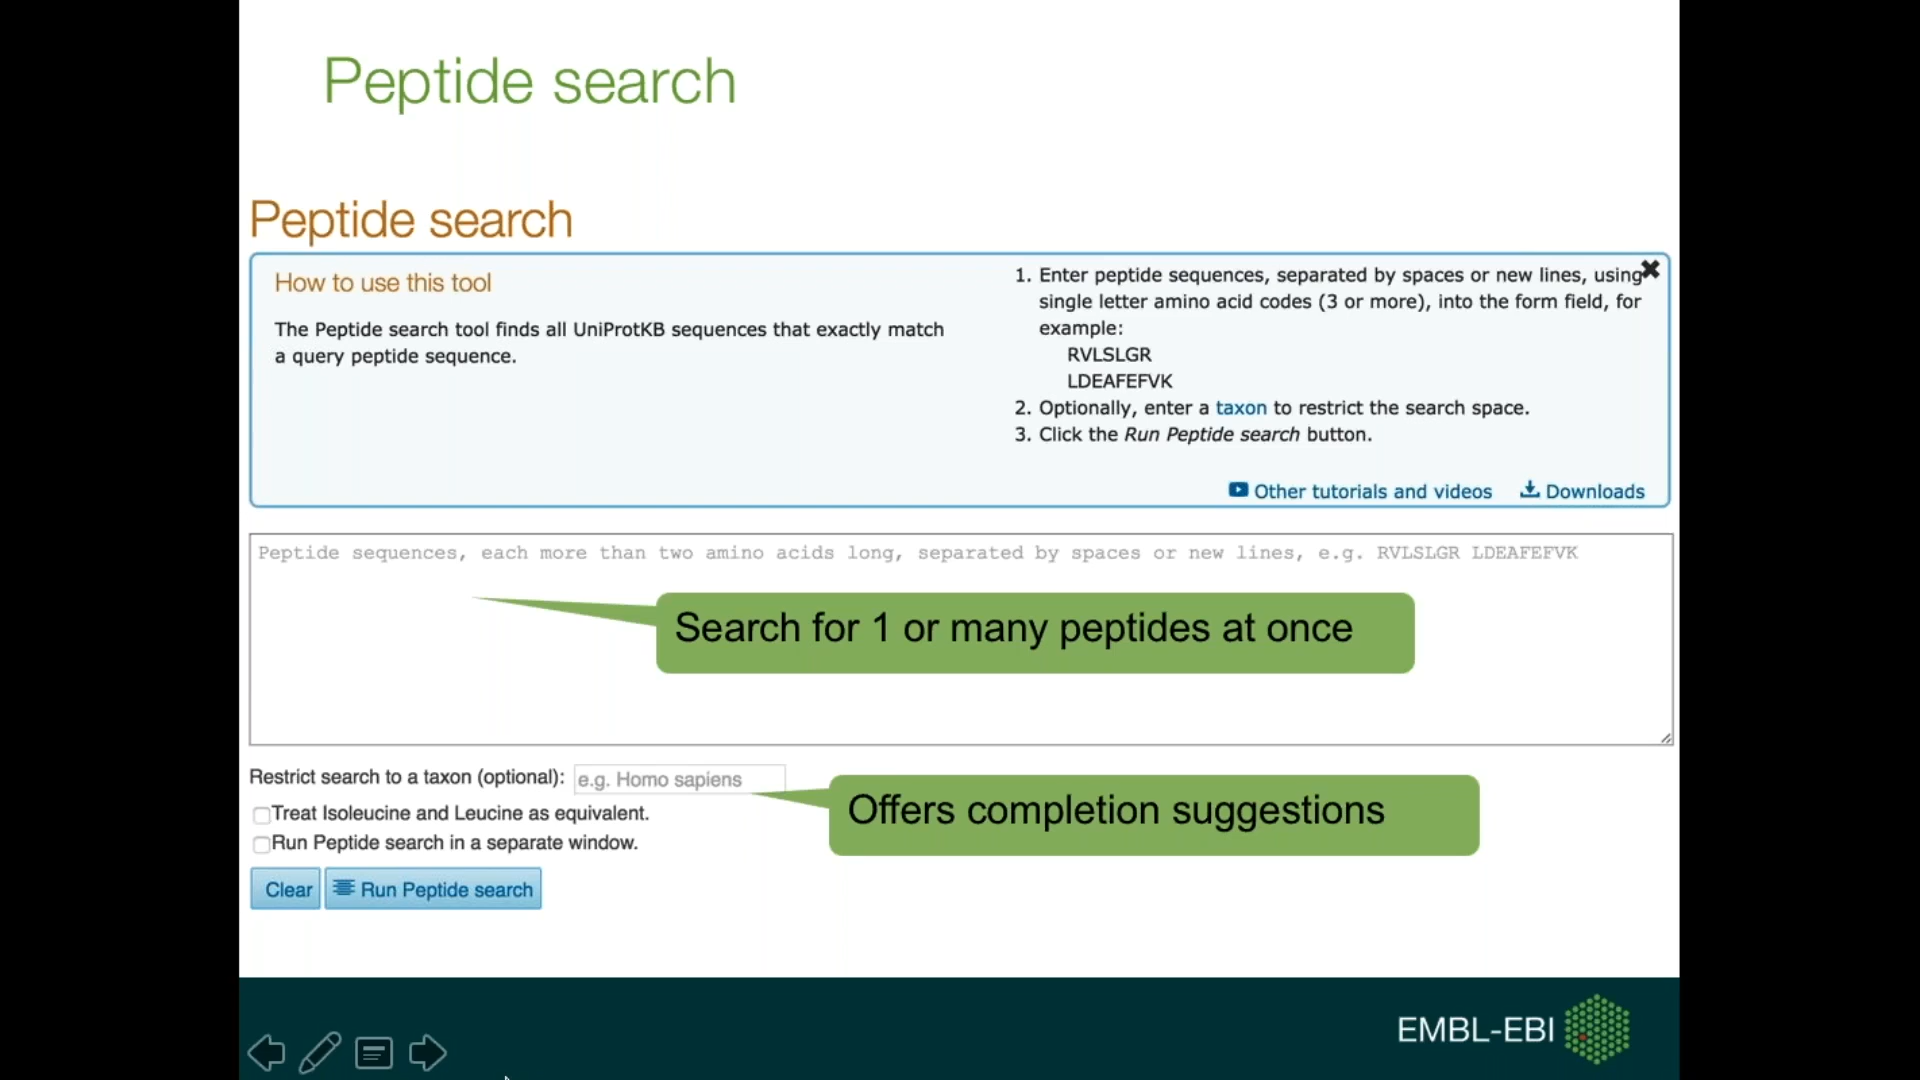 Peptide search
Peptide search
How to use this tool
The Peptide search tool finds all UniProtKB sequences that exactly match
a query peptide sequence.
1. Enter peptide sequences, separated by spaces or new lines, using
single letter amino acid codes (3 or more), into the form field, for
example:
RVLSLGR
LDEAFEFVK
2. Optionally, enter a taxon to restrict the search space.
3. Click the Run Peptide search button.
Other tutorials and videos
Downloads
Peptide sequences, each more than two amino acids long, separated by spaces or new lines, e.g. RVLSLGR LDEAFEFVK
Search for 1 or many peptides at once
Restrict search to a taxon (optional): e.g. Homo sapiens
Offers completion suggestions
Treat Isoleucine and Leucine as equivalent.
Run Peptide search in a separate window.
Clear
Run Peptide search
EMBL-EBI